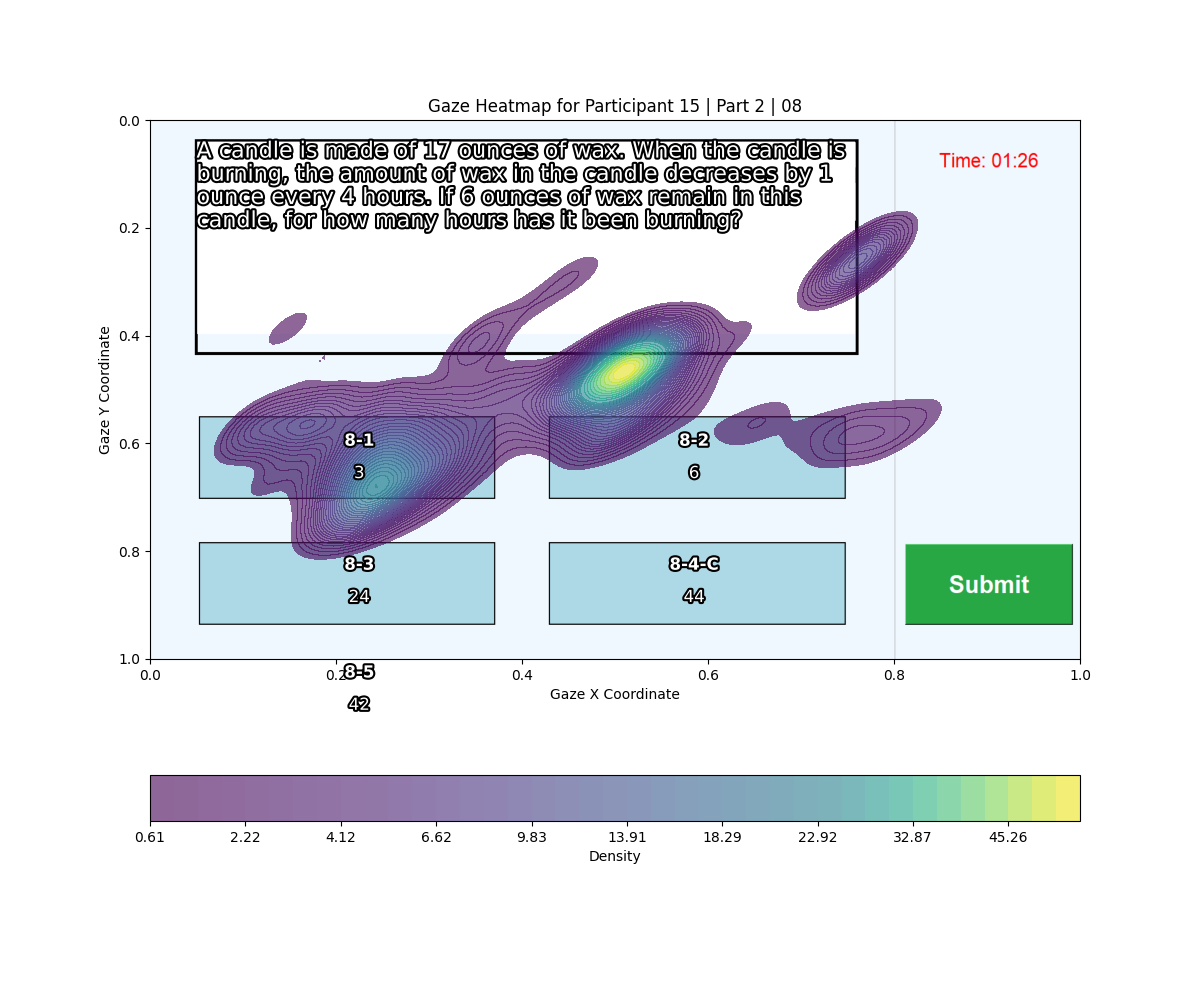 Gaze Heatmap for Participant 15 | Part 2 | 08
A candle is made of 17 ounces of wax. When the candle is
burning, the amount of wax in the candle decreases by 1
ounce every 4 hours. If 6 ounces of wax remain in this
candle, for how many hours has it been burning?
Time: 01:26
0.0
0.2
0.4
0.6
0.8
1.0
Gaze Y Coordinate
8-1
3
8-2
6
8-3
24
8-4-C
44
Submit
8-5
42
0.0
0.2
0.4
0.6
0.8
1.0
Gaze X Coordinate
0.61
2.22
4.12
6.62
9.83
13.91
18.29
22.92
32.87
45.26
Density